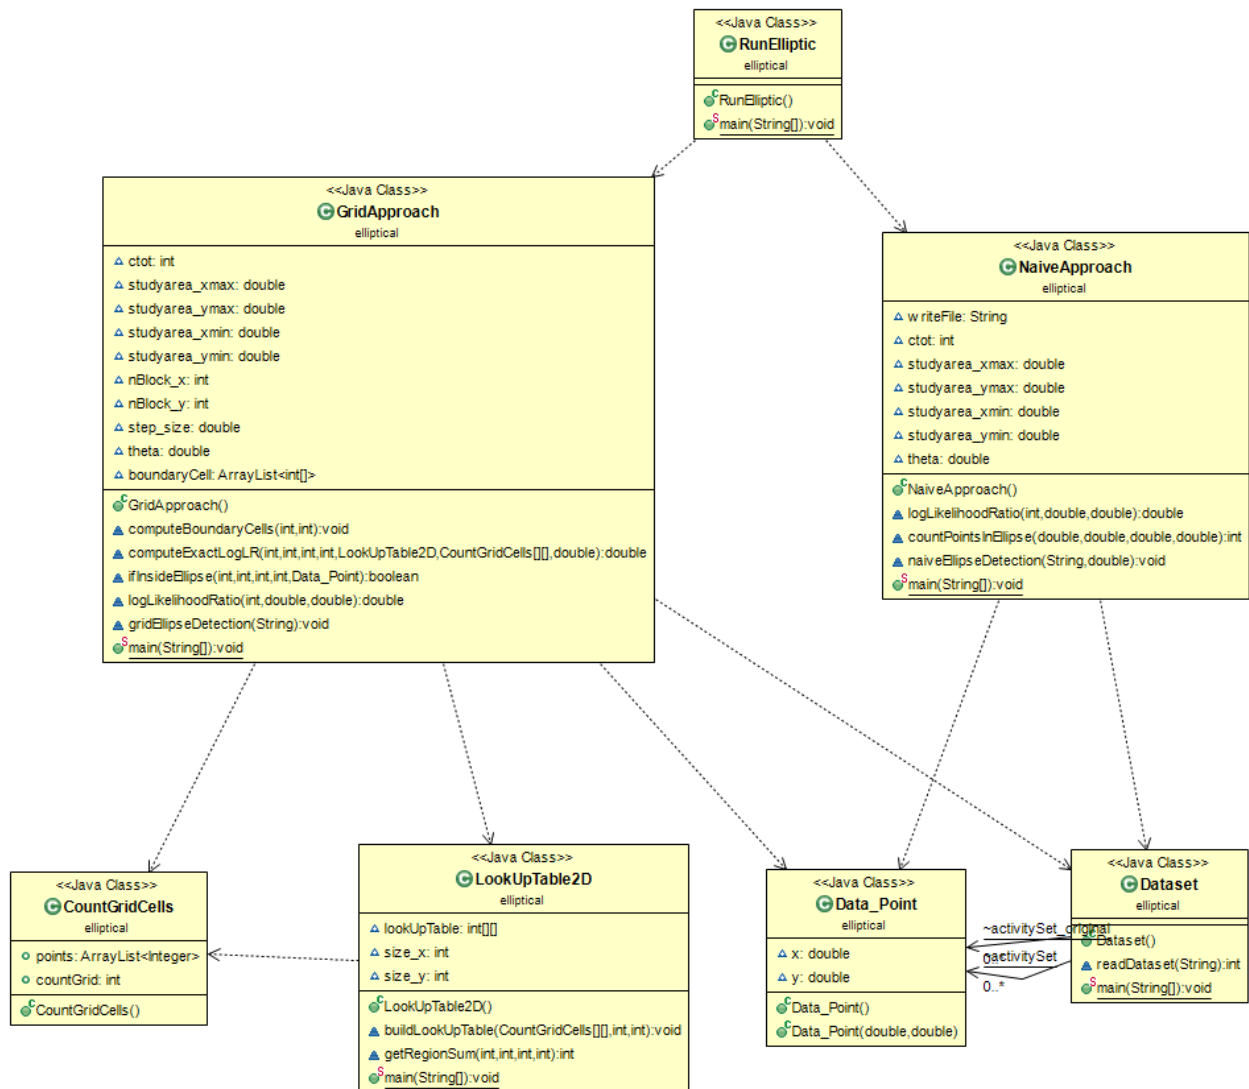 <<Java Class>>
RunElliptic
elliptical
RunElliptic()
main(String[]):void
<<Java Class>>
GridApproach
elliptical
ctot: int
studyarea_xmax: double
studyarea_ymax: double
studyarea_xmin: double
studyarea_ymin: double
nBlock_x: int
nBlock_y: int
step_size: double
theta: double
boundaryCell: ArrayList<int[]>
GridApproach()
computeBoundaryCells(int,int):void
computeExactLogLR(int,int,int,int,LookUpTable2D,CountGridCells[][],double):double
ifInsideEllipse(int,int,int,int,Data_Point):boolean
logLikelihoodRatio(int,double,double):double
gridEllipseDetection(String):void
main(String[]):void
<<Java Class>>
NaiveApproach
elliptical
writeFile: String
ctot: int
studyarea_xmax: double
studyarea_ymax: double
studyarea_xmin: double
studyarea_ymin: double
theta: double
NaiveApproach()
logLikelihoodRatio(int,double,double):double
countPointsInEllipse(double,double,double,double):int
naiveEllipseDetection(String,double):void
main(String[]):void
<<Java Class>>
CountGridCells
elliptical
points: ArrayList<Integer>
countGrid: int
CountGridCells()
<<Java Class>>
LookUpTable2D
elliptical
lookUpTable: int[][]
size_x: int
size_y: int
LookUpTable2D()
buildLookUpTable(CountGridCells[][],int,int):void
getRegionSum(int,int,int,int):int
main(String[]):void
<<Java Class>>
Data_Point
elliptical
x: double
y: double
Data_Point()
Data_Point(double,double)
~activitySet_original
~activitySet
0..*
<<Java Class>>
Dataset
elliptical
Dataset()
readDataset(String):int
main(String[]):void